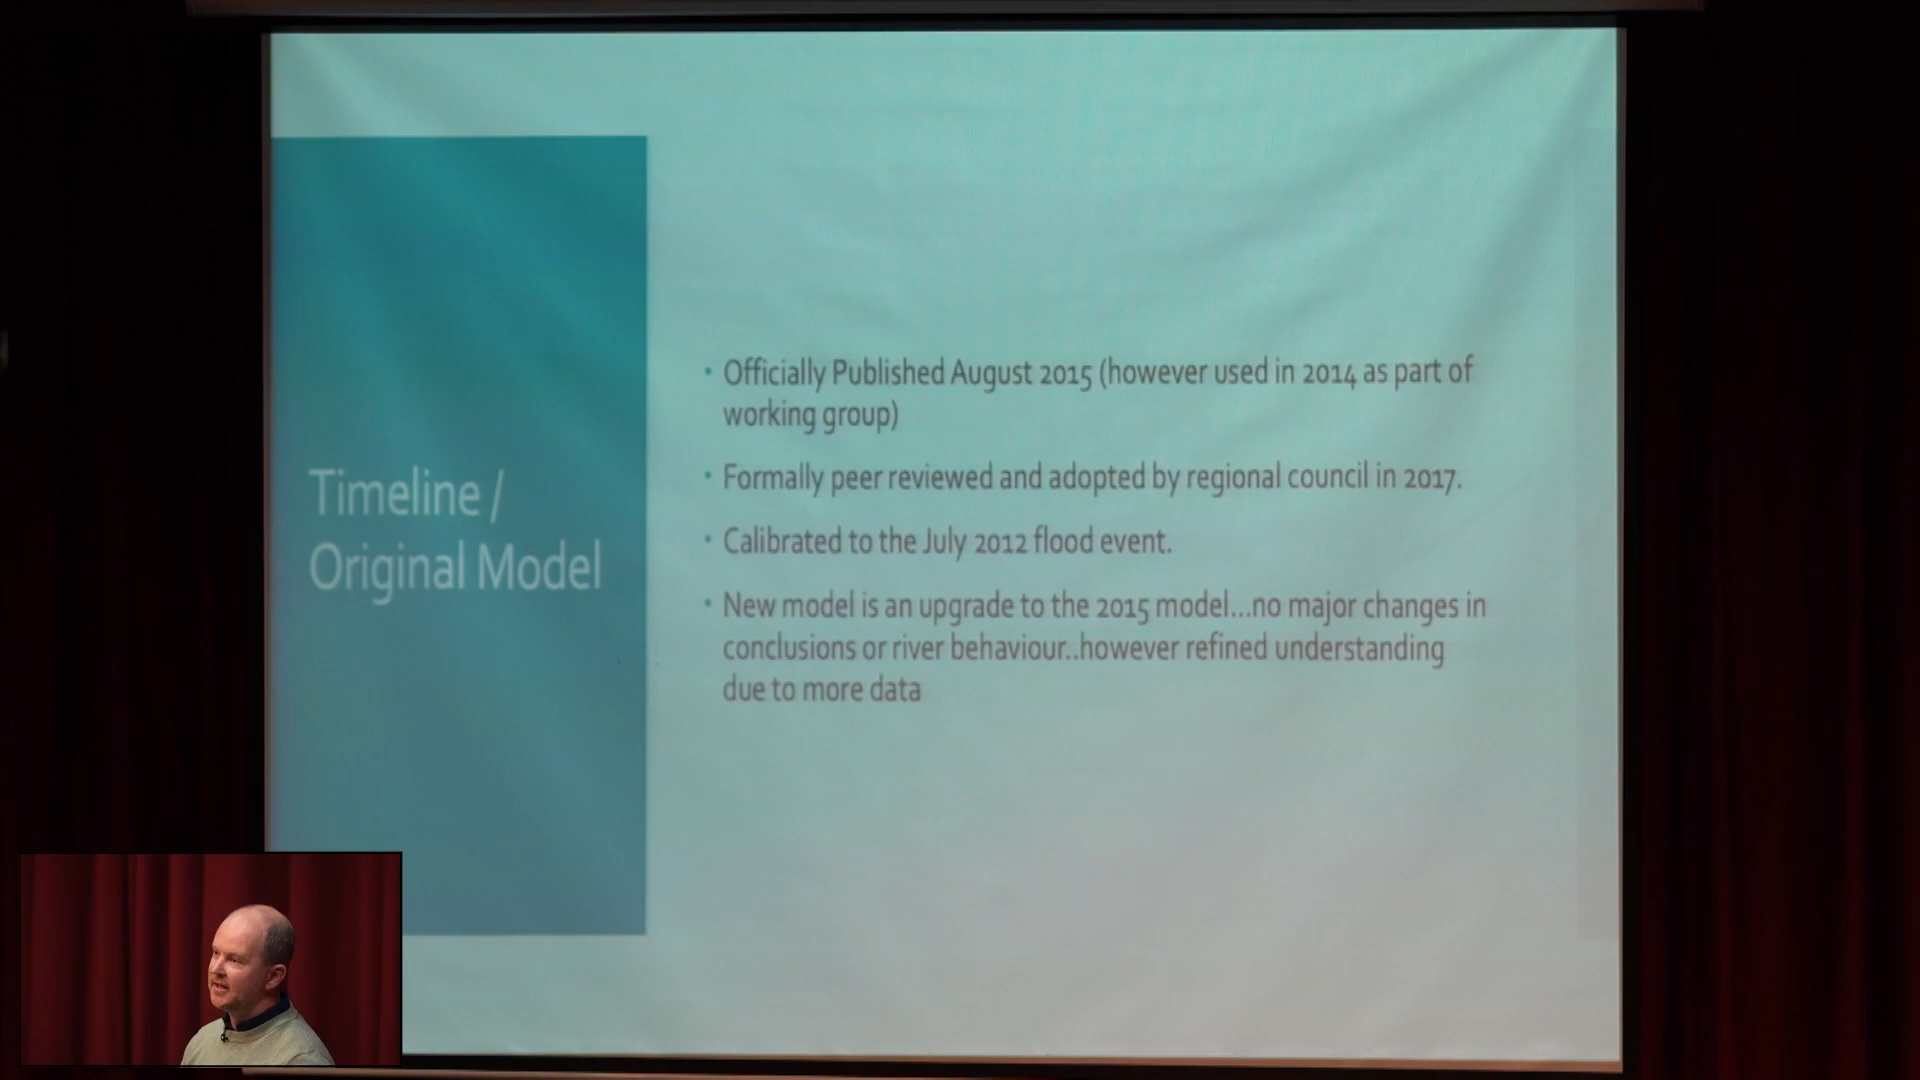 Timeline /
Original Model
• Officially Published August 2015 (however used in 2014 as part of
working group)
• Formally peer reviewed and adopted by regional council in 2017.
• Calibrated to the July 2012 flood event.
• New model is an upgrade to the 2015 model...no major changes in
conclusions or river behaviour..however refined understanding
due to more data